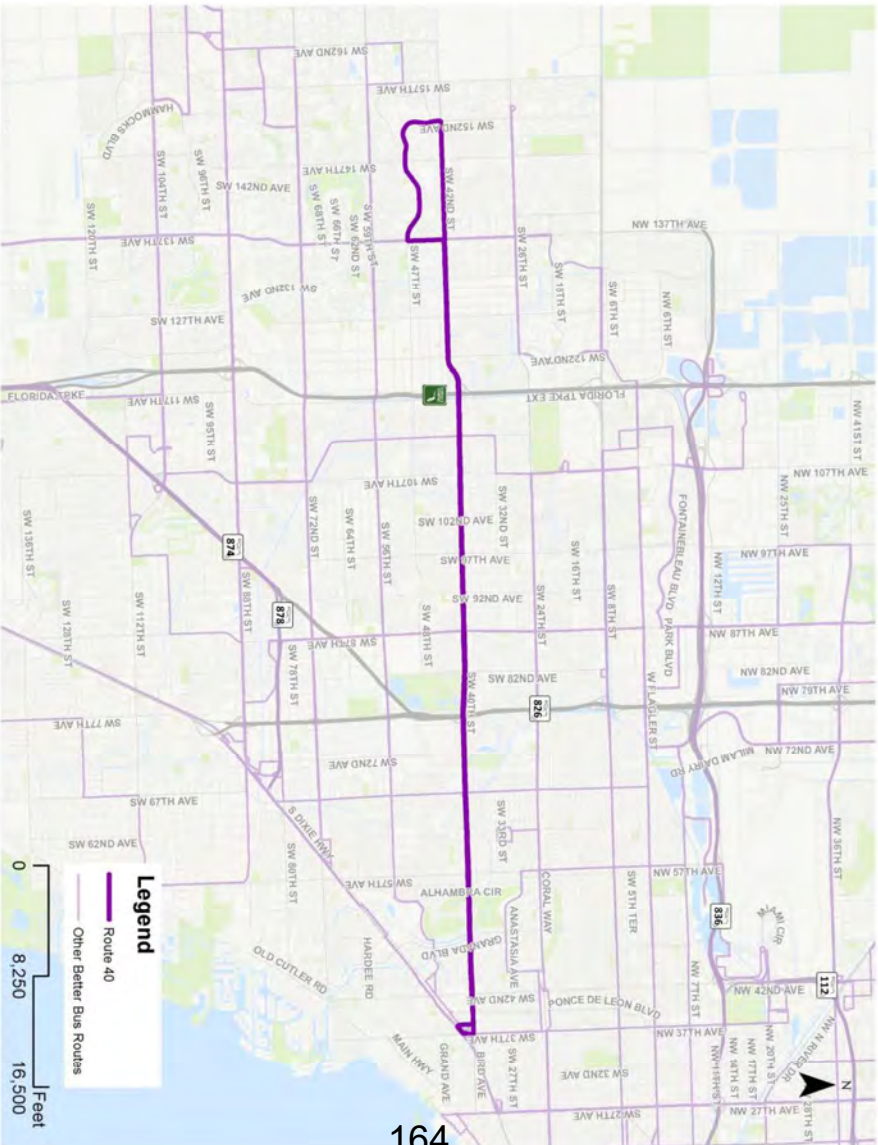 SW 162ND AVE
SW 157TH AVE
HAMMOCKS BLVD
SW 152ND AVE
SW 104TH ST
SW 96TH ST
SW 142ND AVE
SW 147TH AVE
SW 42ND ST
SW 120TH ST
SW 137TH AVE
SW 68TH ST
SW 66TH ST
SW 62ND ST
SW 59TH ST
SW 47TH ST
SW 26TH ST
SW 18TH ST
NW 137TH AVE
SW 132ND AVE
SW 127TH AVE
SW 6TH ST
NW 6TH ST
SW 122ND AVE
FLORIDA TPKE
SW 117TH AVE
SW 95TH ST
FLORIDA TPKE EXT
NW 41ST ST
SW 107TH AVE
NW 107TH AVE
SW 136TH ST
874
SW 72ND ST
SW 64TH ST
SW 56TH ST
SW 102ND AVE
SW 32ND ST
FONTAINEBLEAU BLVD
PARK BLVD
NW 25TH ST
SW 97TH AVE
SW 16TH ST
NW 12TH ST
NW 97TH AVE
SW 128TH ST
SW 112TH ST
SW 88TH ST
878
SW 92ND AVE
SW 24TH ST
SW 8TH ST
SW 78TH ST
SW 87TH AVE
SW 48TH ST
NW 87TH AVE
SW 40TH ST
SW 82ND AVE
826
W FLAGLER ST
NW 82ND AVE
NW 79TH AVE
SW 77TH AVE
SW 72ND AVE
MILAM DAIRY RD
NW 72ND AVE
SW 67TH AVE
S DIXIE HWY
SW 33RD ST
NW 36TH ST
SW 62ND AVE
SW 80TH ST
SW 57TH AVE
ALHAMBRA CIR
CORAL WAY
SW 5TH TER
NW 57TH AVE
836
OLD CUTLER RD
HARDEE RD
GRANADA BLVD
ANASTASIA AVE
112
SW 42ND AVE
PONCE DE LEON BLVD
NW 7TH ST
NW 42ND AVE
MAIN HWY
GRAND AVE
BIRD AVE
SW 37TH AVE
SW 27TH ST
NW 37TH AVE
NW 14TH ST
NW 17TH ST
NW 20TH ST
NW N RIVER DR
SW 32ND AVE
SW 27TH AVE
NW 27TH AVE
N
Legend
Route 40
Other Better Bus Routes
0 8,250 16,500
Feet
164